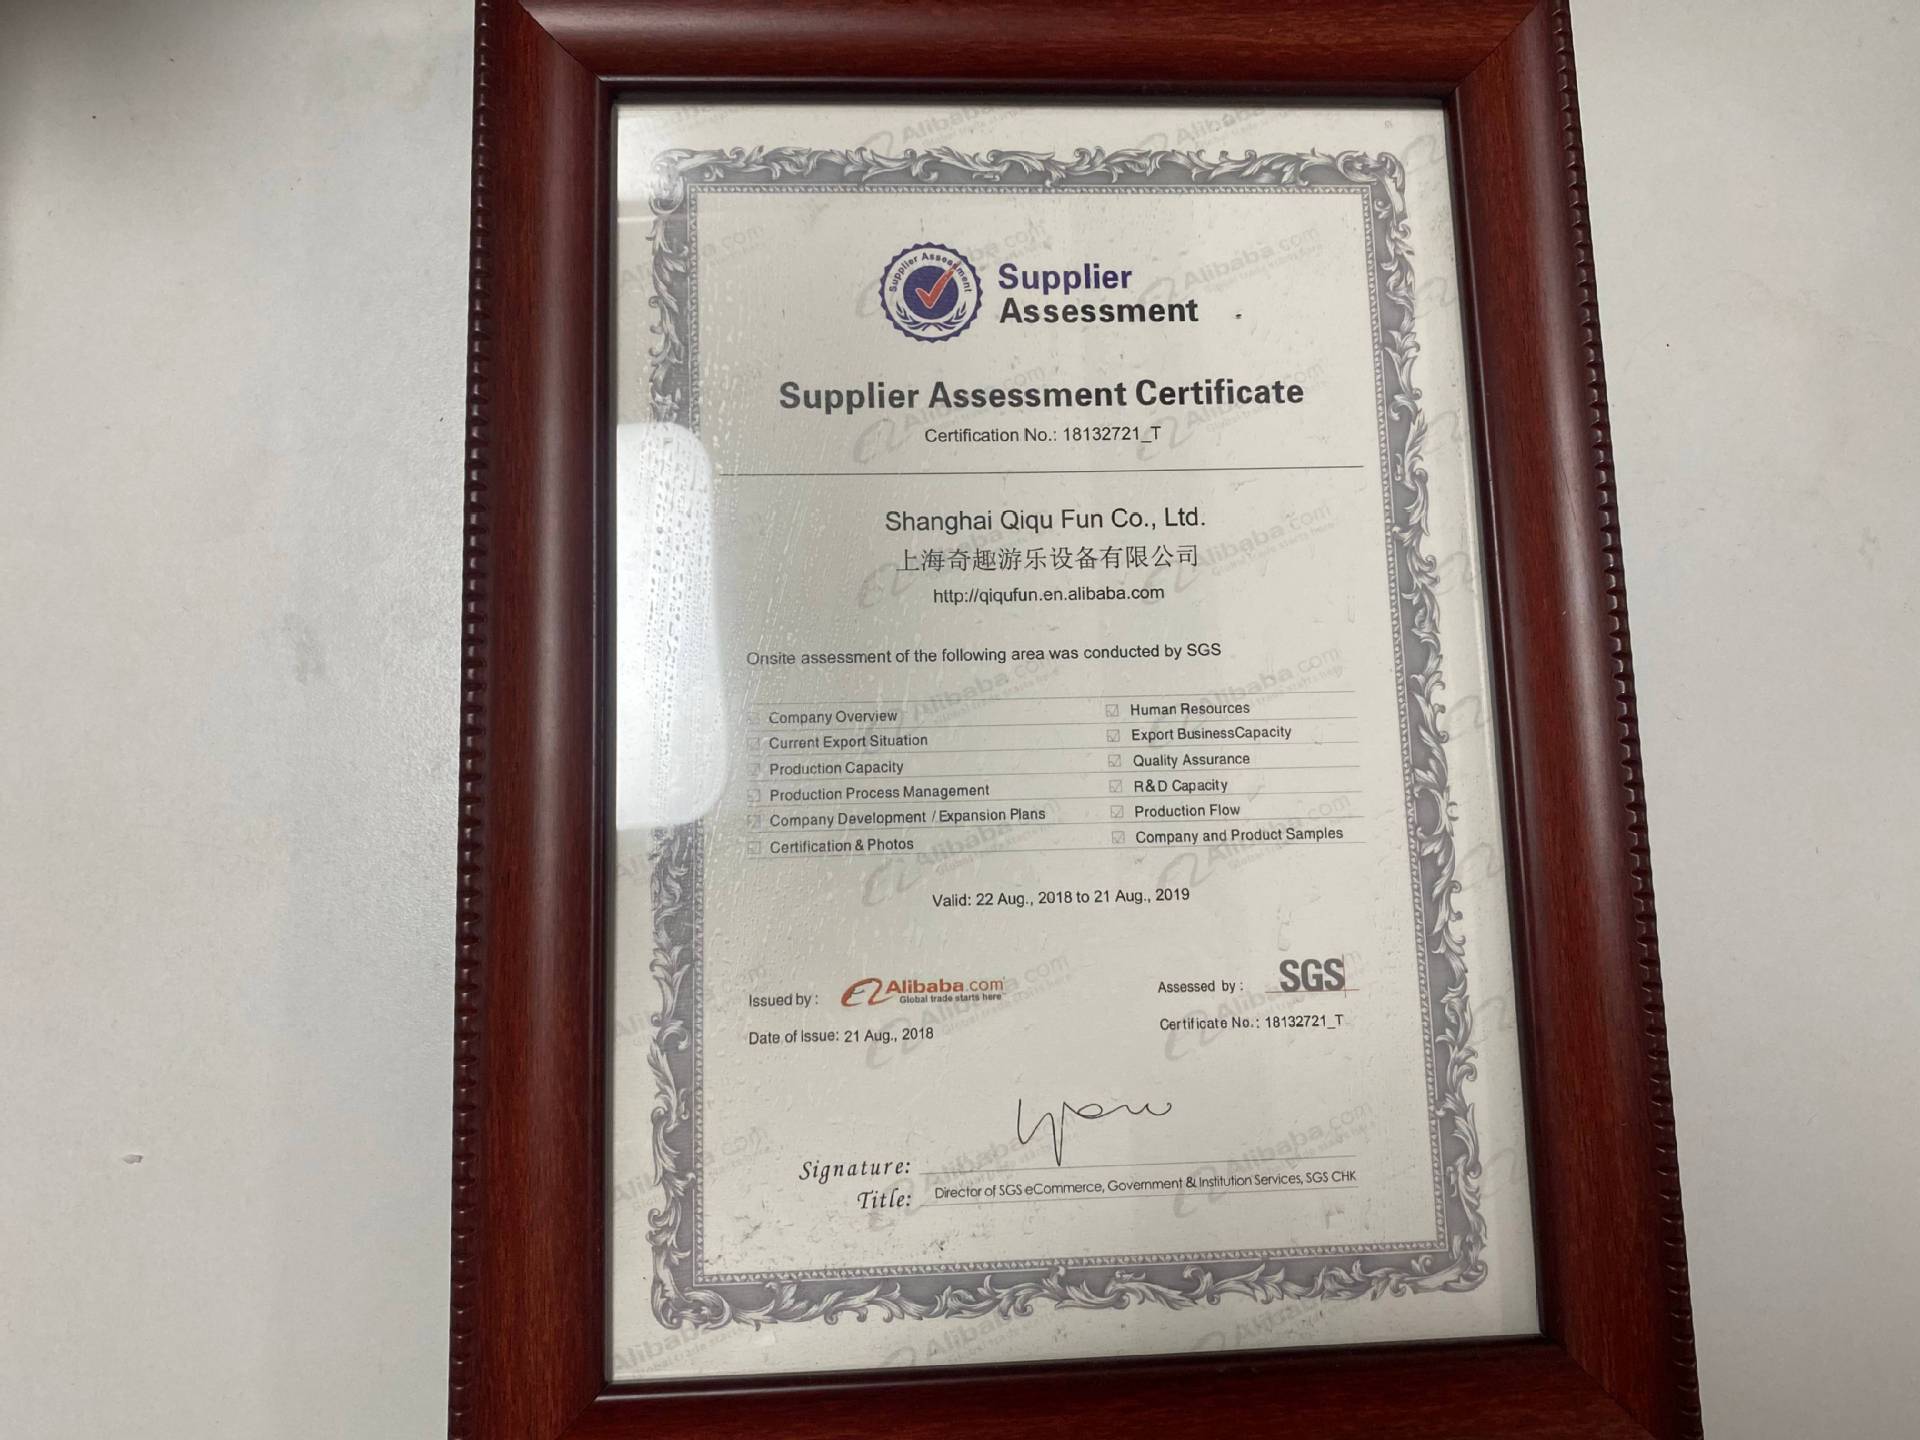 Supplier Assessment
Supplier
Assessment
Supplier Assessment Certificate
Certification No.: 18132721_T
Shanghai Qiqu Fun Co., Ltd.
上海奇趣游乐设备有限公司
http://qiqufun.en.alibaba.com
Onsite assessment of the following area was conducted by SGS
Company Overview
Human Resources
Current Export Situation
Export BusinessCapacity
Production Capacity
Quality Assurance
Production Process Management
R&D Capacity
Company Development / Expansion Plans
Production Flow
Certification & Photos
Company and Product Samples
Valid: 22 Aug., 2018 to 21 Aug., 2019
Issued by : Alibaba.com
Global trade starts here™
Assessed by : SGS
Date of Issue: 21 Aug., 2018
Certificate No.: 18132721_T
Signature:
Title: Director of SGS eCommerce, Government & Institution Services, SGS CHK